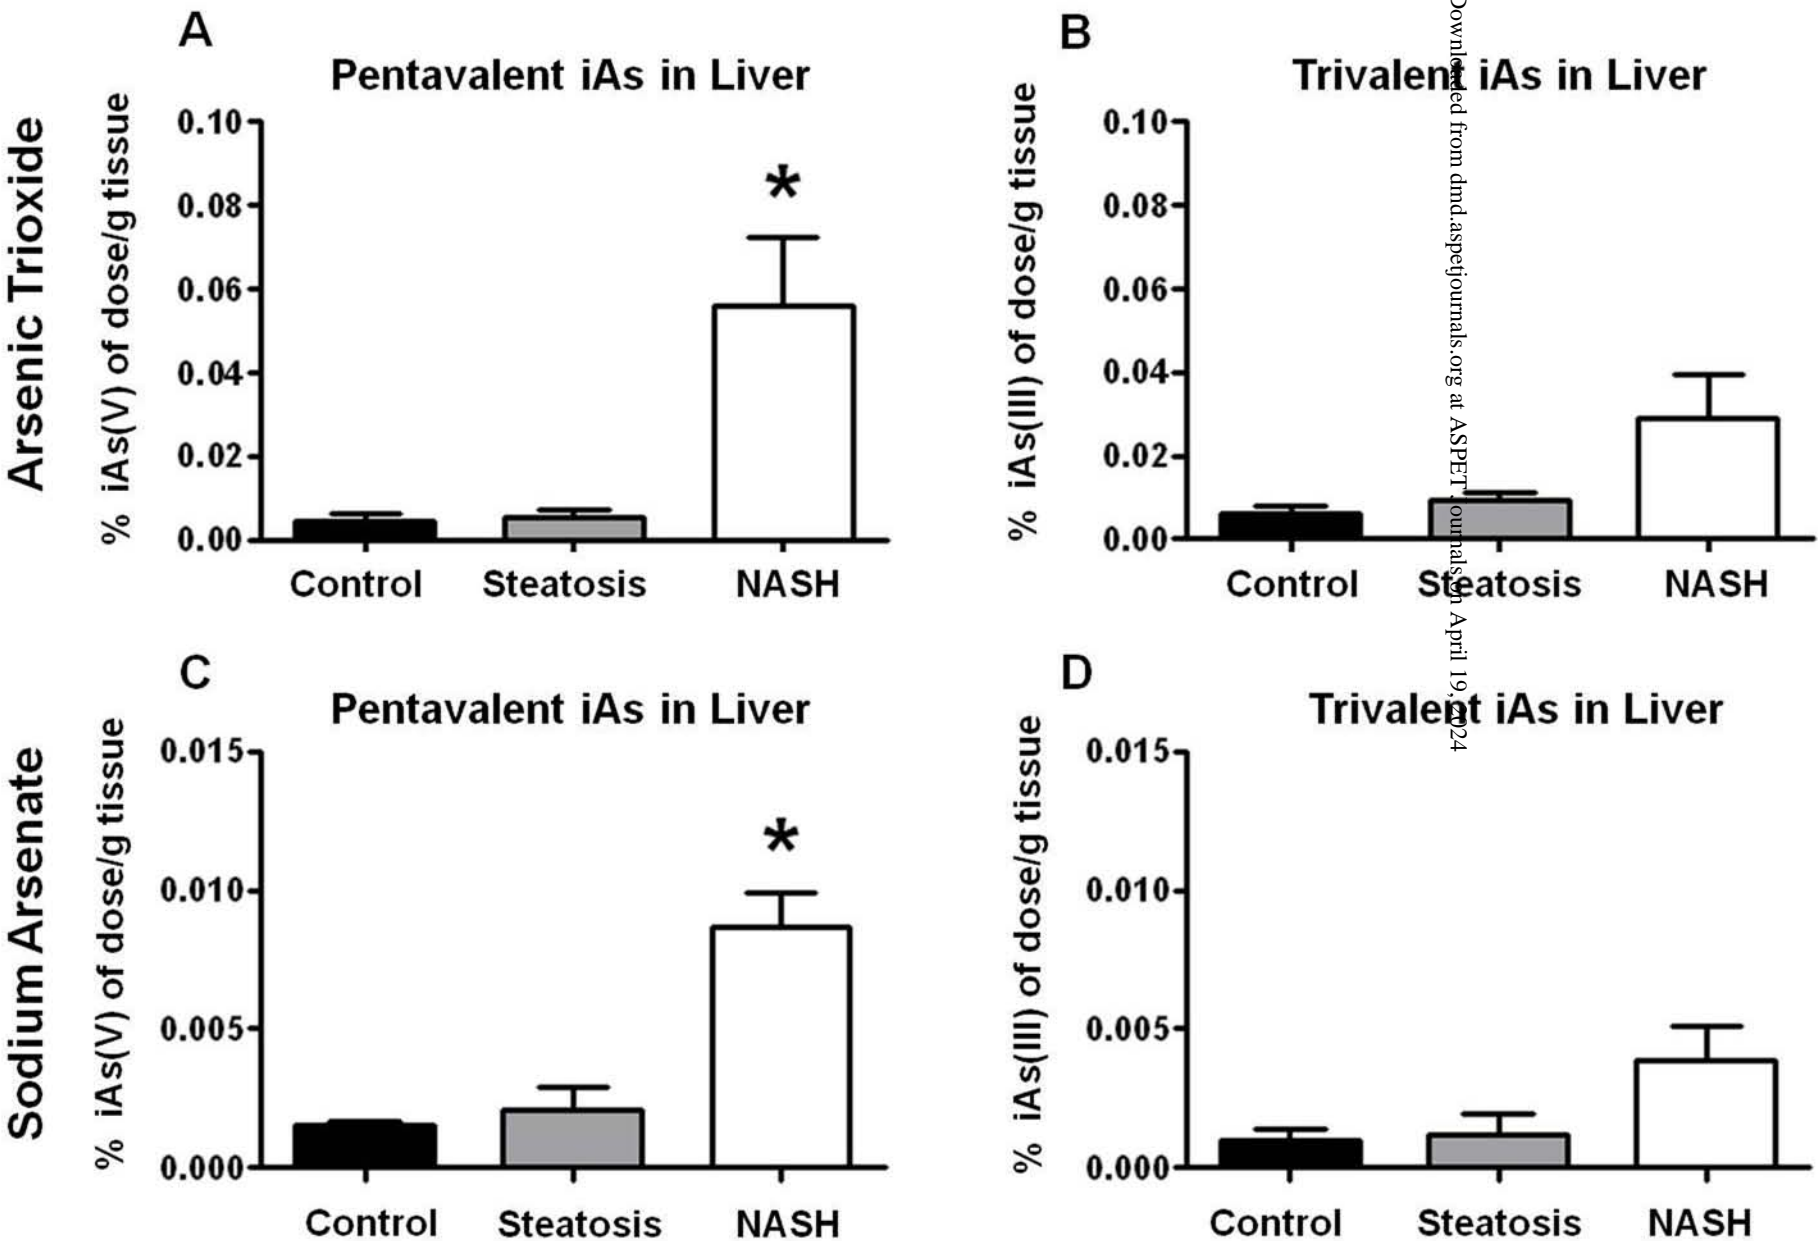 A
Pentavalent iAs in Liver
Arsenic Trioxide
% iAs(V) of dose/g tissue
0.10
0.08
0.06
0.04
0.02
0.00
*
Control Steatosis NASH
B
Trivalent iAs in Liver
% iAs(III) of dose/g tissue
0.10
0.08
0.06
0.04
0.02
0.00
Control Steatosis NASH
C
Pentavalent iAs in Liver
Sodium Arsenate
% iAs(V) of dose/g tissue
0.015
0.010
0.005
0.000
*
Control Steatosis NASH
D
Trivalent iAs in Liver
% iAs(III) of dose/g tissue
0.015
0.010
0.005
0.000
Control Steatosis NASH
Downloaded from dmd.aspetjournals.org at ASPET Journals on April 19, 2024